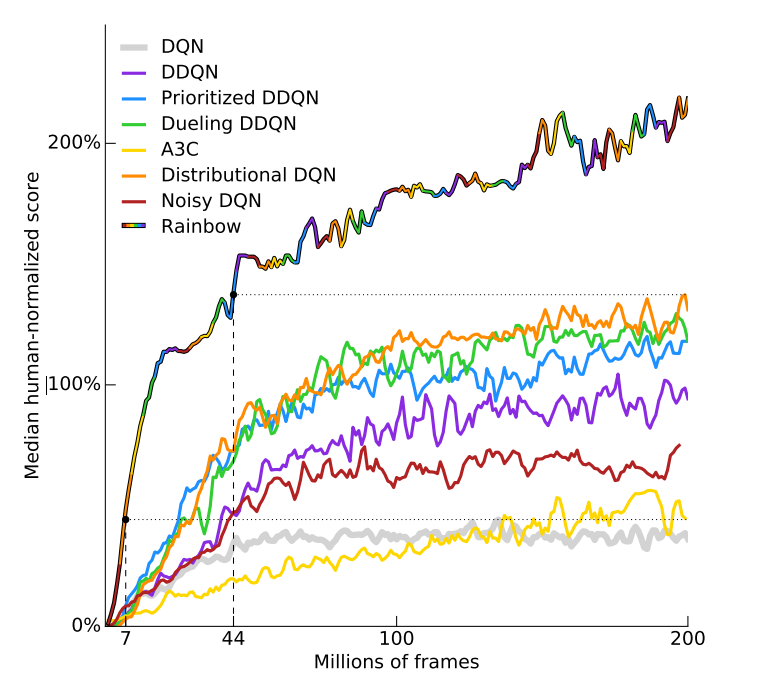 DQN
DDQN
Prioritized DDQN
Dueling DDQN
A3C
Distributional DQN
Noisy DQN
Rainbow
200%
100%
0%
Median human-normalized score
7
44
100
200
Millions of frames